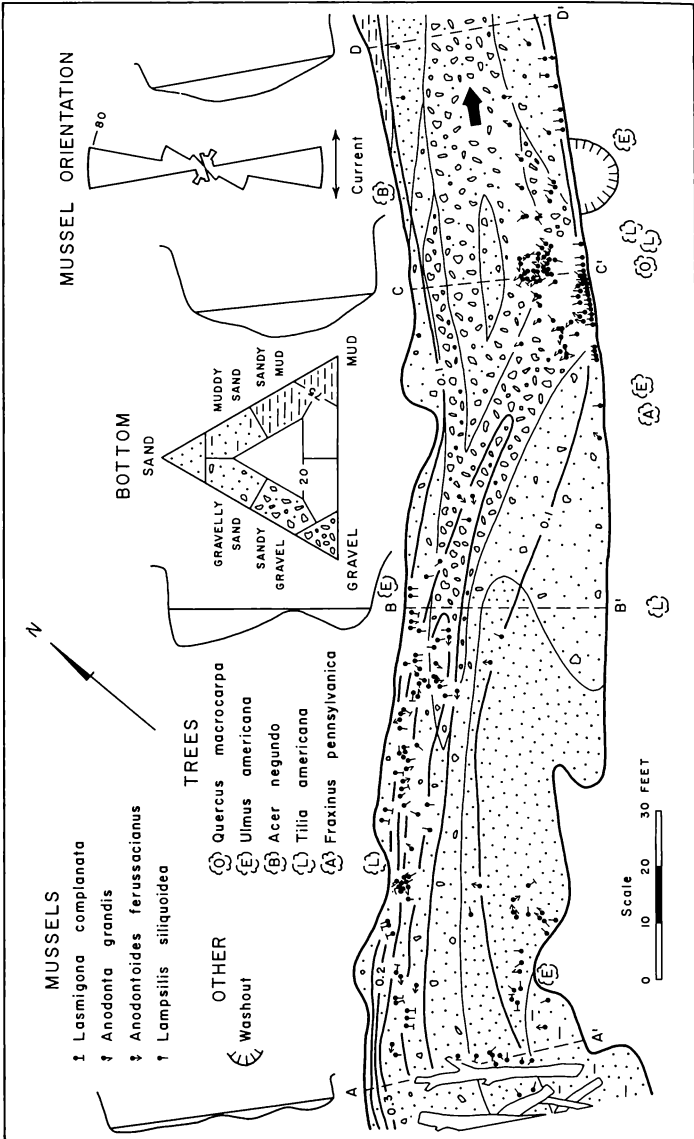 MUSSELS
Lasmigona complanata
Anodonta grandis
Anodontoides ferussacianus
Lampsilis siliquoidea
OTHER
Washout
TREES
O Quercus macrocarpa
E Ulmus americana
B Acer negundo
L Tilia americana
A Fraxinus pennsylvanica
N
BOTTOM
SAND
GRAVELLY SAND
MUDDY SAND
SANDY GRAVEL
SANDY MUD
GRAVEL
MUD
20
5
MUSSEL ORIENTATION
80
Current
A
B
C
D
A'
B'
C'
D'
0.3
0.2
0.1
L
E
B
E
L
A
E
O
L
L
E
Scale
0 10 20 30 FEET